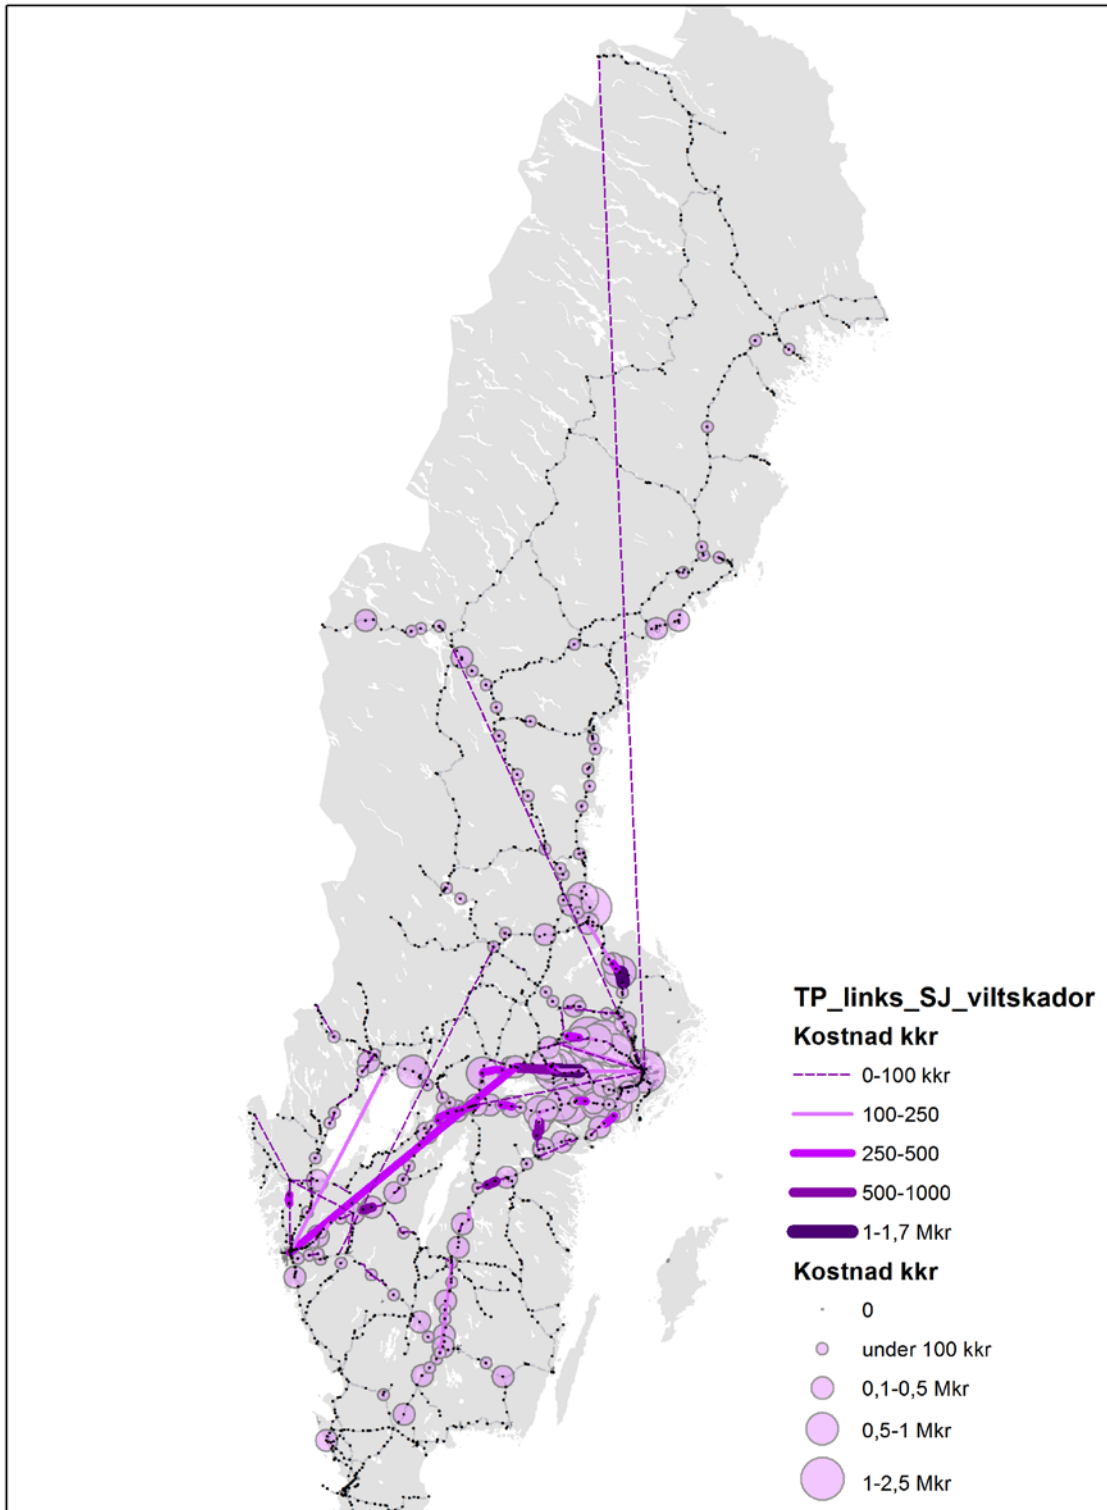 TP_links_SJ_viltskador
Kostnad kkr
0-100 kkr
100-250
250-500
500-1000
1-1,7 Mkr
Kostnad kkr
0
under 100 kkr
0,1-0,5 Mkr
0,5-1 Mkr
1-2,5 Mkr